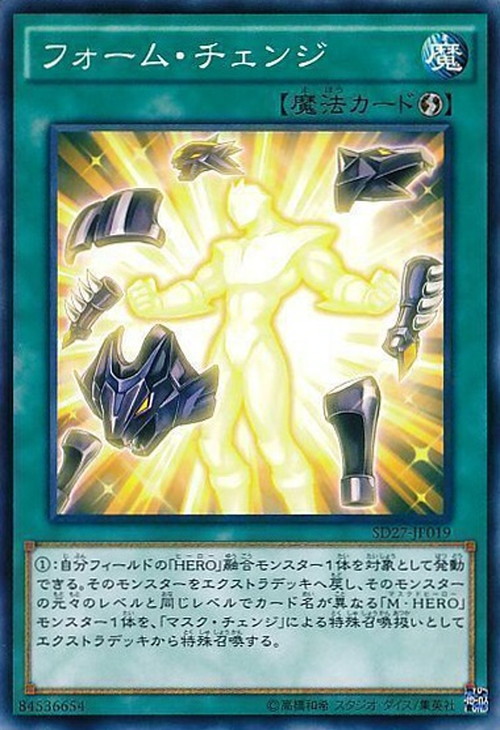 フォーム・チェンジ
魔
【魔法カード】
SD27-JP019
①:自分フィールドの「HERO」融合モンスター1体を対象として発動
できる。そのモンスターをエクストラデッキへ戻し、そのモンスター
の元々のレベルと同じレベルでカード名が異なる「M・HERO」
モンスター1体を、「マスク・チェンジ」による特殊召喚扱いとして
エクストラデッキから特殊召喚する。
84536654
©高橋和希 スタジオ・ダイス/集英社